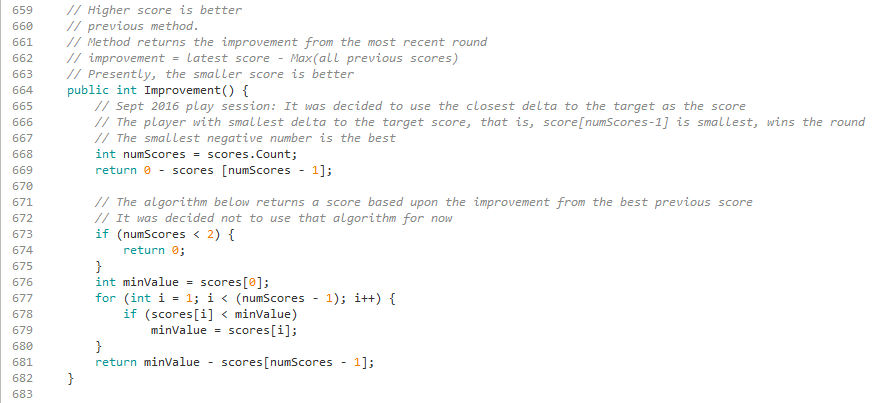 659 // Higher score is better
660 // previous method.
661 // Method returns the improvement from the most recent round
662 // improvement = latest score - Max(all previous scores)
663 // Presently, the smaller score is better
664 public int Improvement() {
665 // Sept 2016 play session: It was decided to use the closest delta to the target as the score
666 // The player with smallest delta to the target score, that is, score[numScores-1] is smallest, wins the round
667 // The smallest negative number is the best
668 int numScores = scores.Count;
669 return 0 - scores [numScores - 1];
670
671 // The algorithm below returns a score based upon the improvement from the best previous score
672 // It was decided not to use that algorithm for now
673 if (numScores < 2) {
674 return 0;
675 }
676 int minValue = scores[0];
677 for (int i = 1; i < (numScores - 1); i++) {
678 if (scores[i] < minValue)
679 minValue = scores[i];
680 }
681 return minValue - scores[numScores - 1];
682 }
683